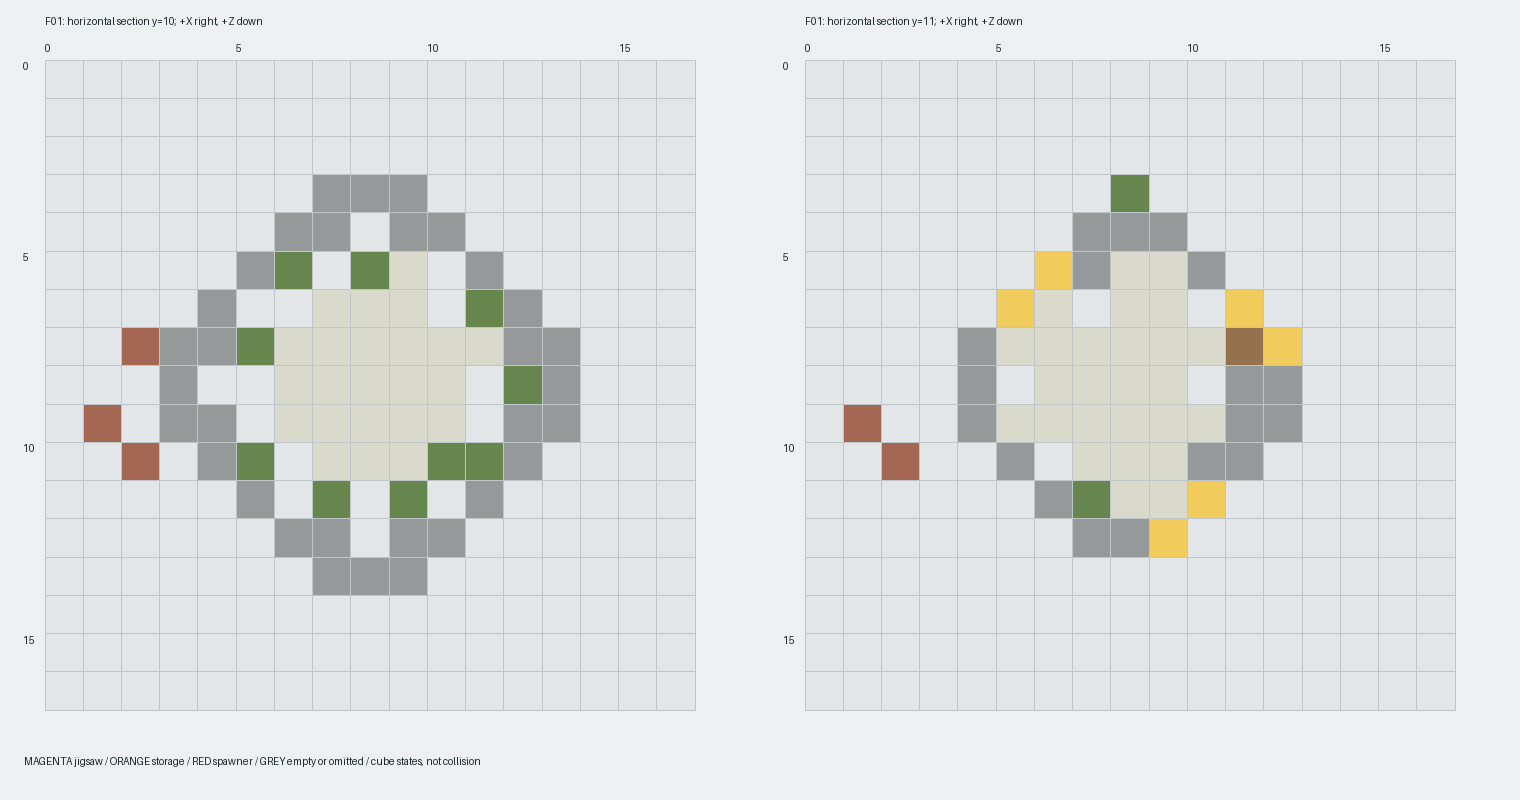 F01: horizontal section y=10; +X right, +Z down
F01: horizontal section y=11; +X right, +Z down
0 5 10 15
0 5 10 15
0 0
5 5
10 10
15 15
MAGENTA jigsaw / ORANGE storage / RED spawner / GREY empty or omitted / cube states, not collision